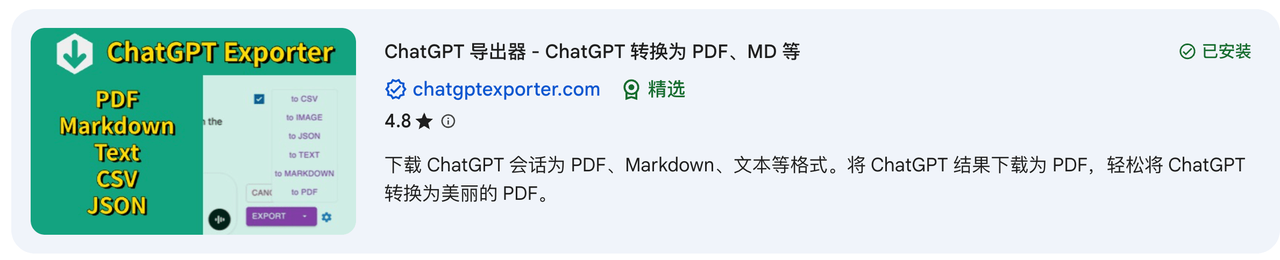 ChatGPT Exporter
PDF
Markdown
Text
CSV
JSON
n the
to CSV
to IMAGE
to JSON
to TEXT
to MARKDOWN
to PDF
CANC
EXPORT
ChatGPT 导出器 - ChatGPT 转换为 PDF、MD 等
已安装
chatgptexporter.com 精选
4.8
下载 ChatGPT 会话为 PDF、Markdown、文本等格式。将 ChatGPT 结果下载为 PDF，轻松将 ChatGPT
转换为美丽的 PDF。